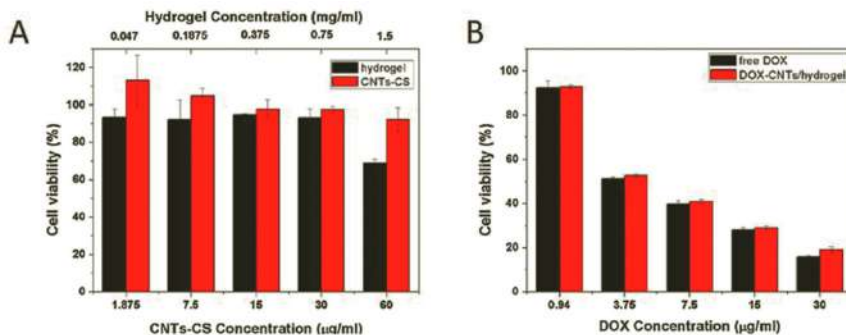 A
Hydrogel Concentration (mg/ml)
0.047 0.1875 0.375 0.75 1.5
hydrogel
CNTs-CS
Cell viability (%)
120
100
80
60
40
20
0
1.875 7.5 15 30 60
CNTs-CS Concentration (μg/ml)
B
free DOX
DOX-CNTs/hydrogel
Cell viability (%)
100
80
60
40
20
0
0.94 3.75 7.5 15 30
DOX Concentration (μg/ml)